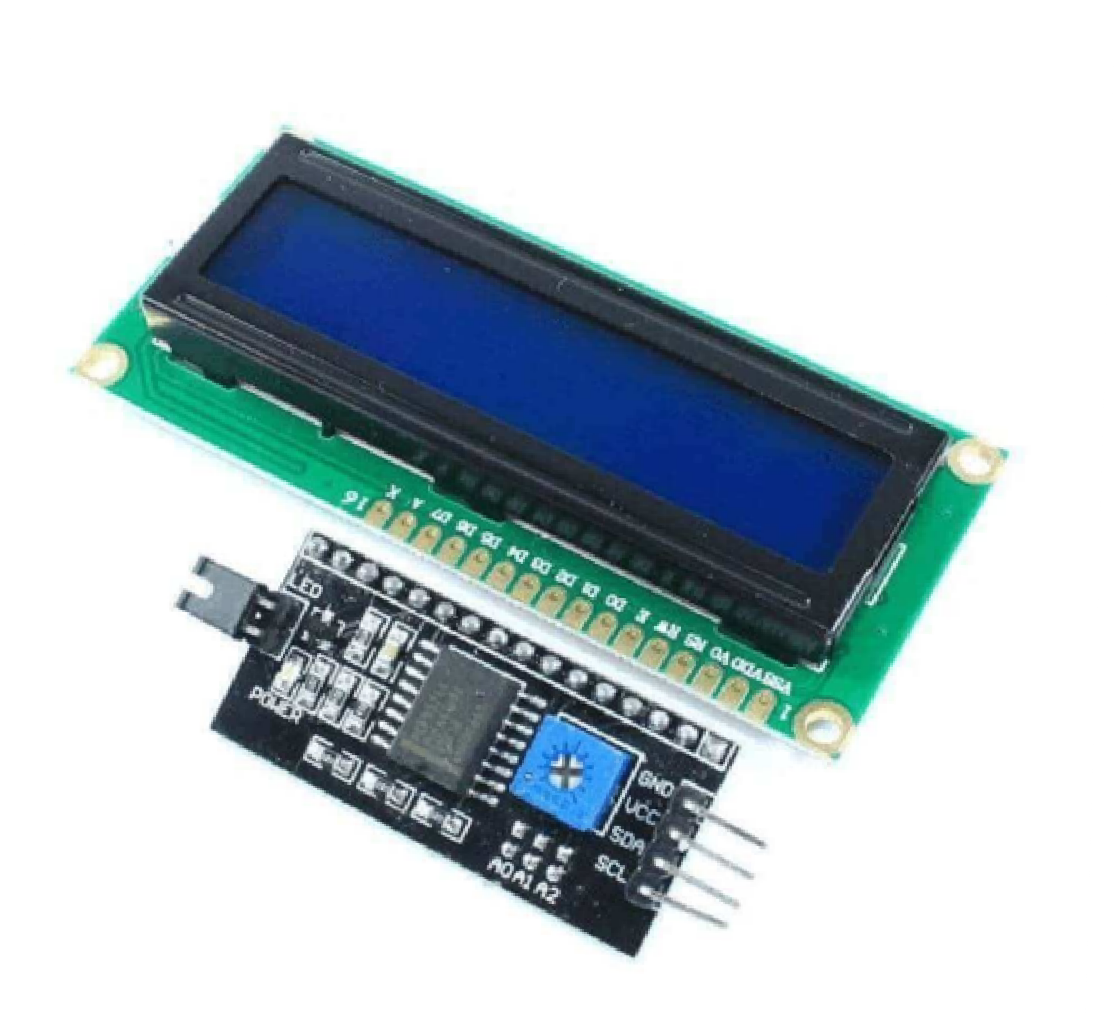 16 K A D7 D6 D5 D4 D3 D2 D1 D0 E RW RS VO VDD VSS 1
LED
POWER
GND
VCC
SDA
SCL
A0 A1 A2